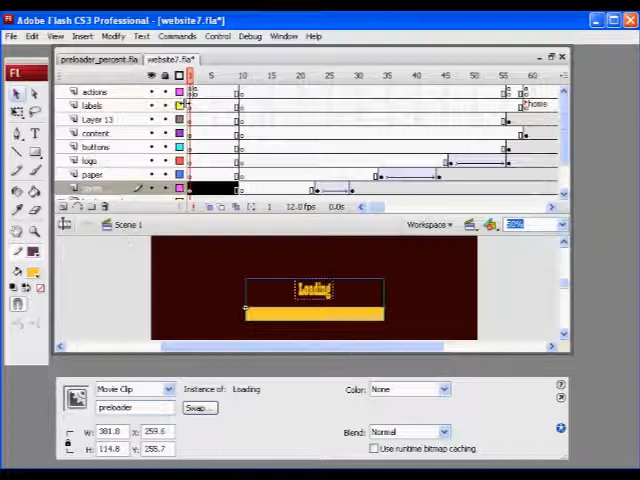 Adobe Flash CS3 Professional - [website7.fla*]
File Edit View Insert Modify Text Commands Control Debug Window Help
preloader_percent.fla website7.fla*
Fl
1 5 10 15 20 25 30 35 40 45 50 55 60
actions
labels
home
Layer 13
content
buttons
logo
paper
1 12.0 fps 0.0s
Scene 1
Workspace
50%
Loading
Movie Clip
Instance of: Loading
Color: None
preloader
Swap...
W: 381.8 X: 259.6
Blend: Normal
H: 114.8 Y: 255.7
Use runtime bitmap caching